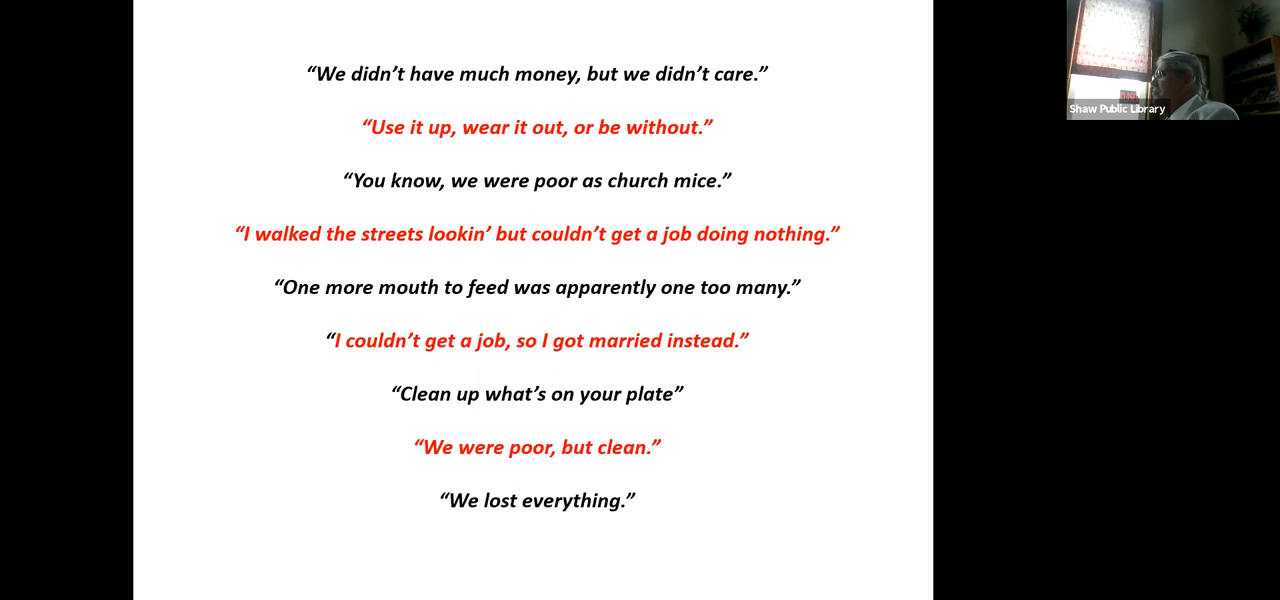 “We didn’t have much money, but we didn’t care.”
“Use it up, wear it out, or be without.”
“You know, we were poor as church mice.”
“I walked the streets lookin’ but couldn’t get a job doing nothing.”
“One more mouth to feed was apparently one too many.”
“I couldn’t get a job, so I got married instead.”
“Clean up what’s on your plate”
“We were poor, but clean.”
“We lost everything.”
Shaw Public Library